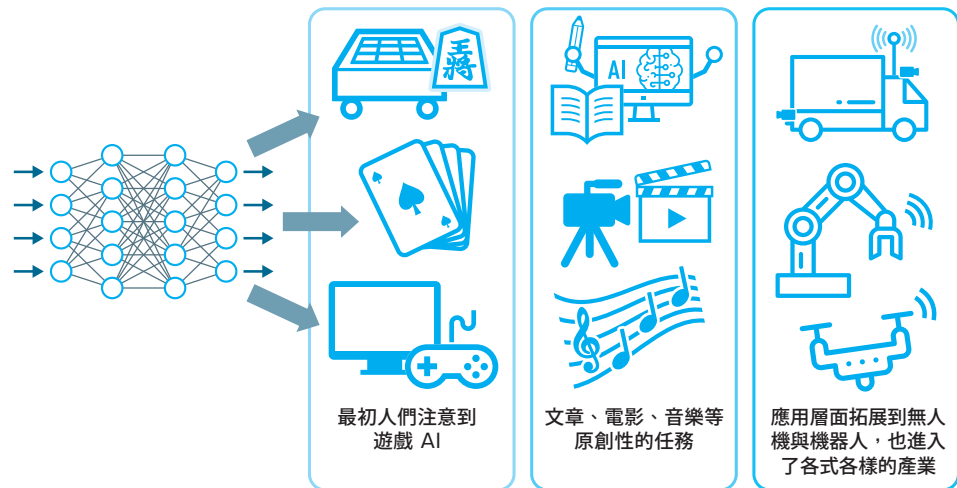 王將
AI
最初人們注意到
遊戲 AI
文章、電影、音樂等
原創性的任務
應用層面拓展到無人
機與機器人,也進入
了各式各樣的產業